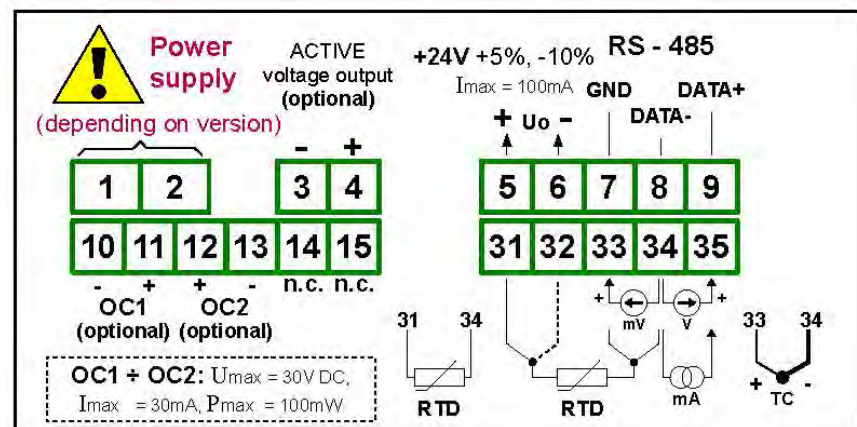 Power
supply
(depending on version)
ACTIVE
voltage output
(optional)
- +
+24V +5%, -10%
Imax = 100mA
+ Uo -
RS - 485
GND
DATA-
DATA+
1 2 3 4
5 6 7 8 9
10 11 12 13 14 15
31 32 33 34 35
- + + - n.c. n.c.
OC1
(optional)
OC2
(optional)
OC1 ÷ OC2: Umax = 30V DC,
Imax = 30mA, Pmax = 100mW
31 34
RTD
RTD
+ mV
V +
mA
33 34
+ TC -